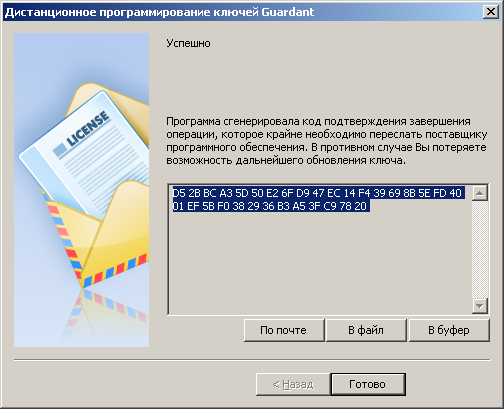 Дистанционное программирование ключей Guardant
Успешно
LICENSE
Программа сгенерировала код подтверждения завершения
операции, которое крайне необходимо переслать поставщику
программного обеспечения. В противном случае Вы потеряете
возможность дальнейшего обновления ключа.
D5 2B BC A3 5D 50 E2 6F D9 47 EC 14 F4 39 69 8B 5E FD 40
01 EF 5B F0 38 29 36 B3 A5 3F C9 78 20
По почте
В файл
В буфер
< Назад
Готово